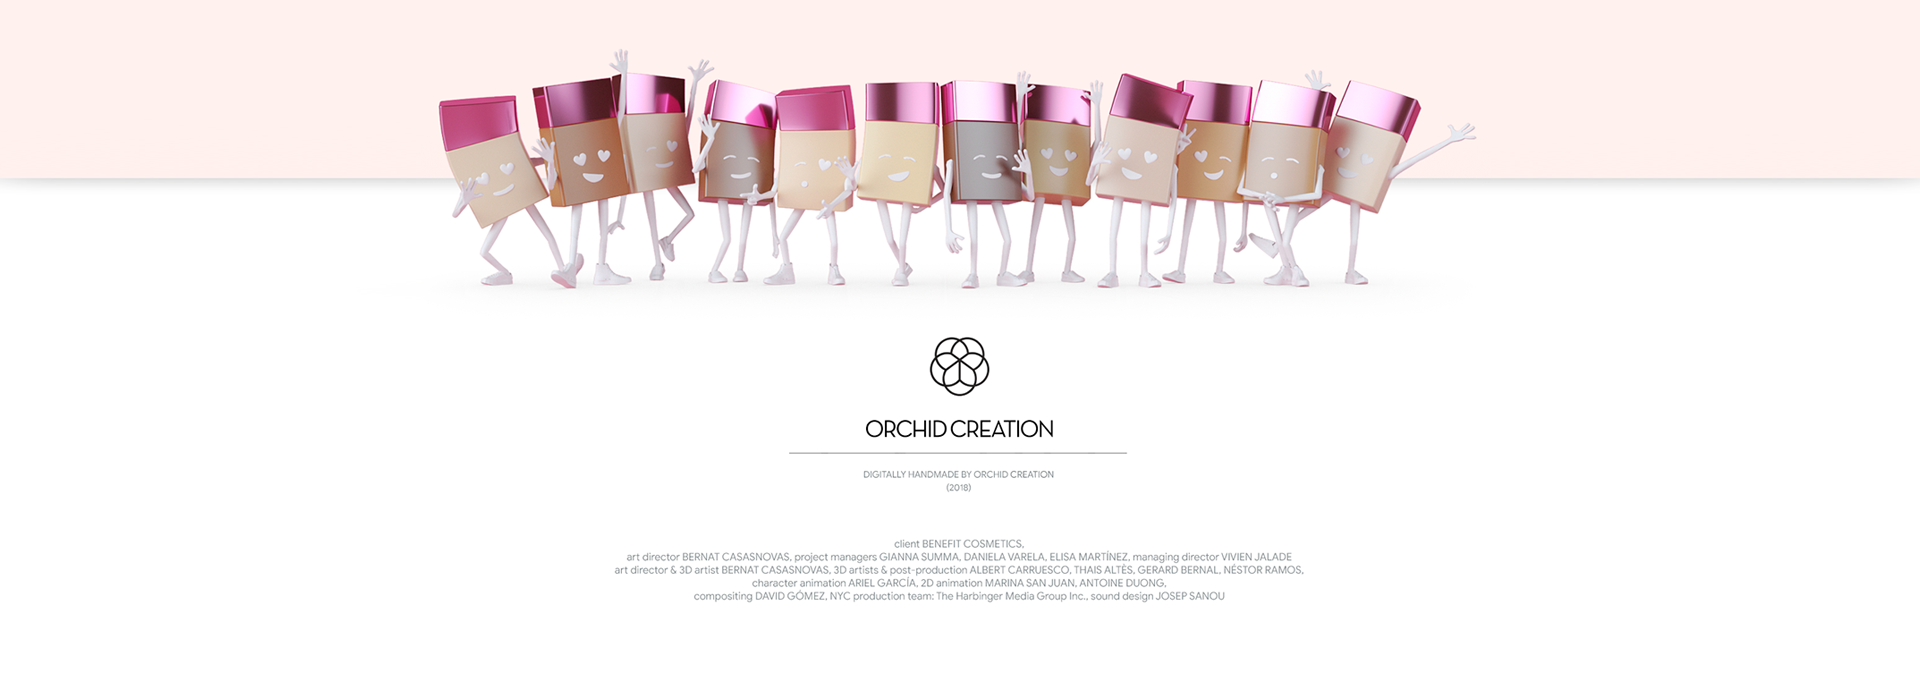 ORCHID CREATION
DIGITALLY HANDMADE BY ORCHID CREATION
(2018)
client BENEFIT COSMETICS,
art director BERNAT CASASNOVAS, project managers GIANNA SUMMA, DANIELA VARELA, ELISA MARTÍNEZ, managing director VIVIEN JALADE
art director & 3D artist BERNAT CASASNOVAS, 3D artists & post-production ALBERT CARRUESCO, THAIS ALTÉS, GERARD BERNAL, NÉSTOR RAMOS,
character animation ARIEL GARCÍA, 2D animation MARINA SAN JUAN, ANTOINE DUONG,
compositing DAVID GÓMEZ, NYC production team: The Harbinger Media Group Inc., sound design JOSEP SANOU